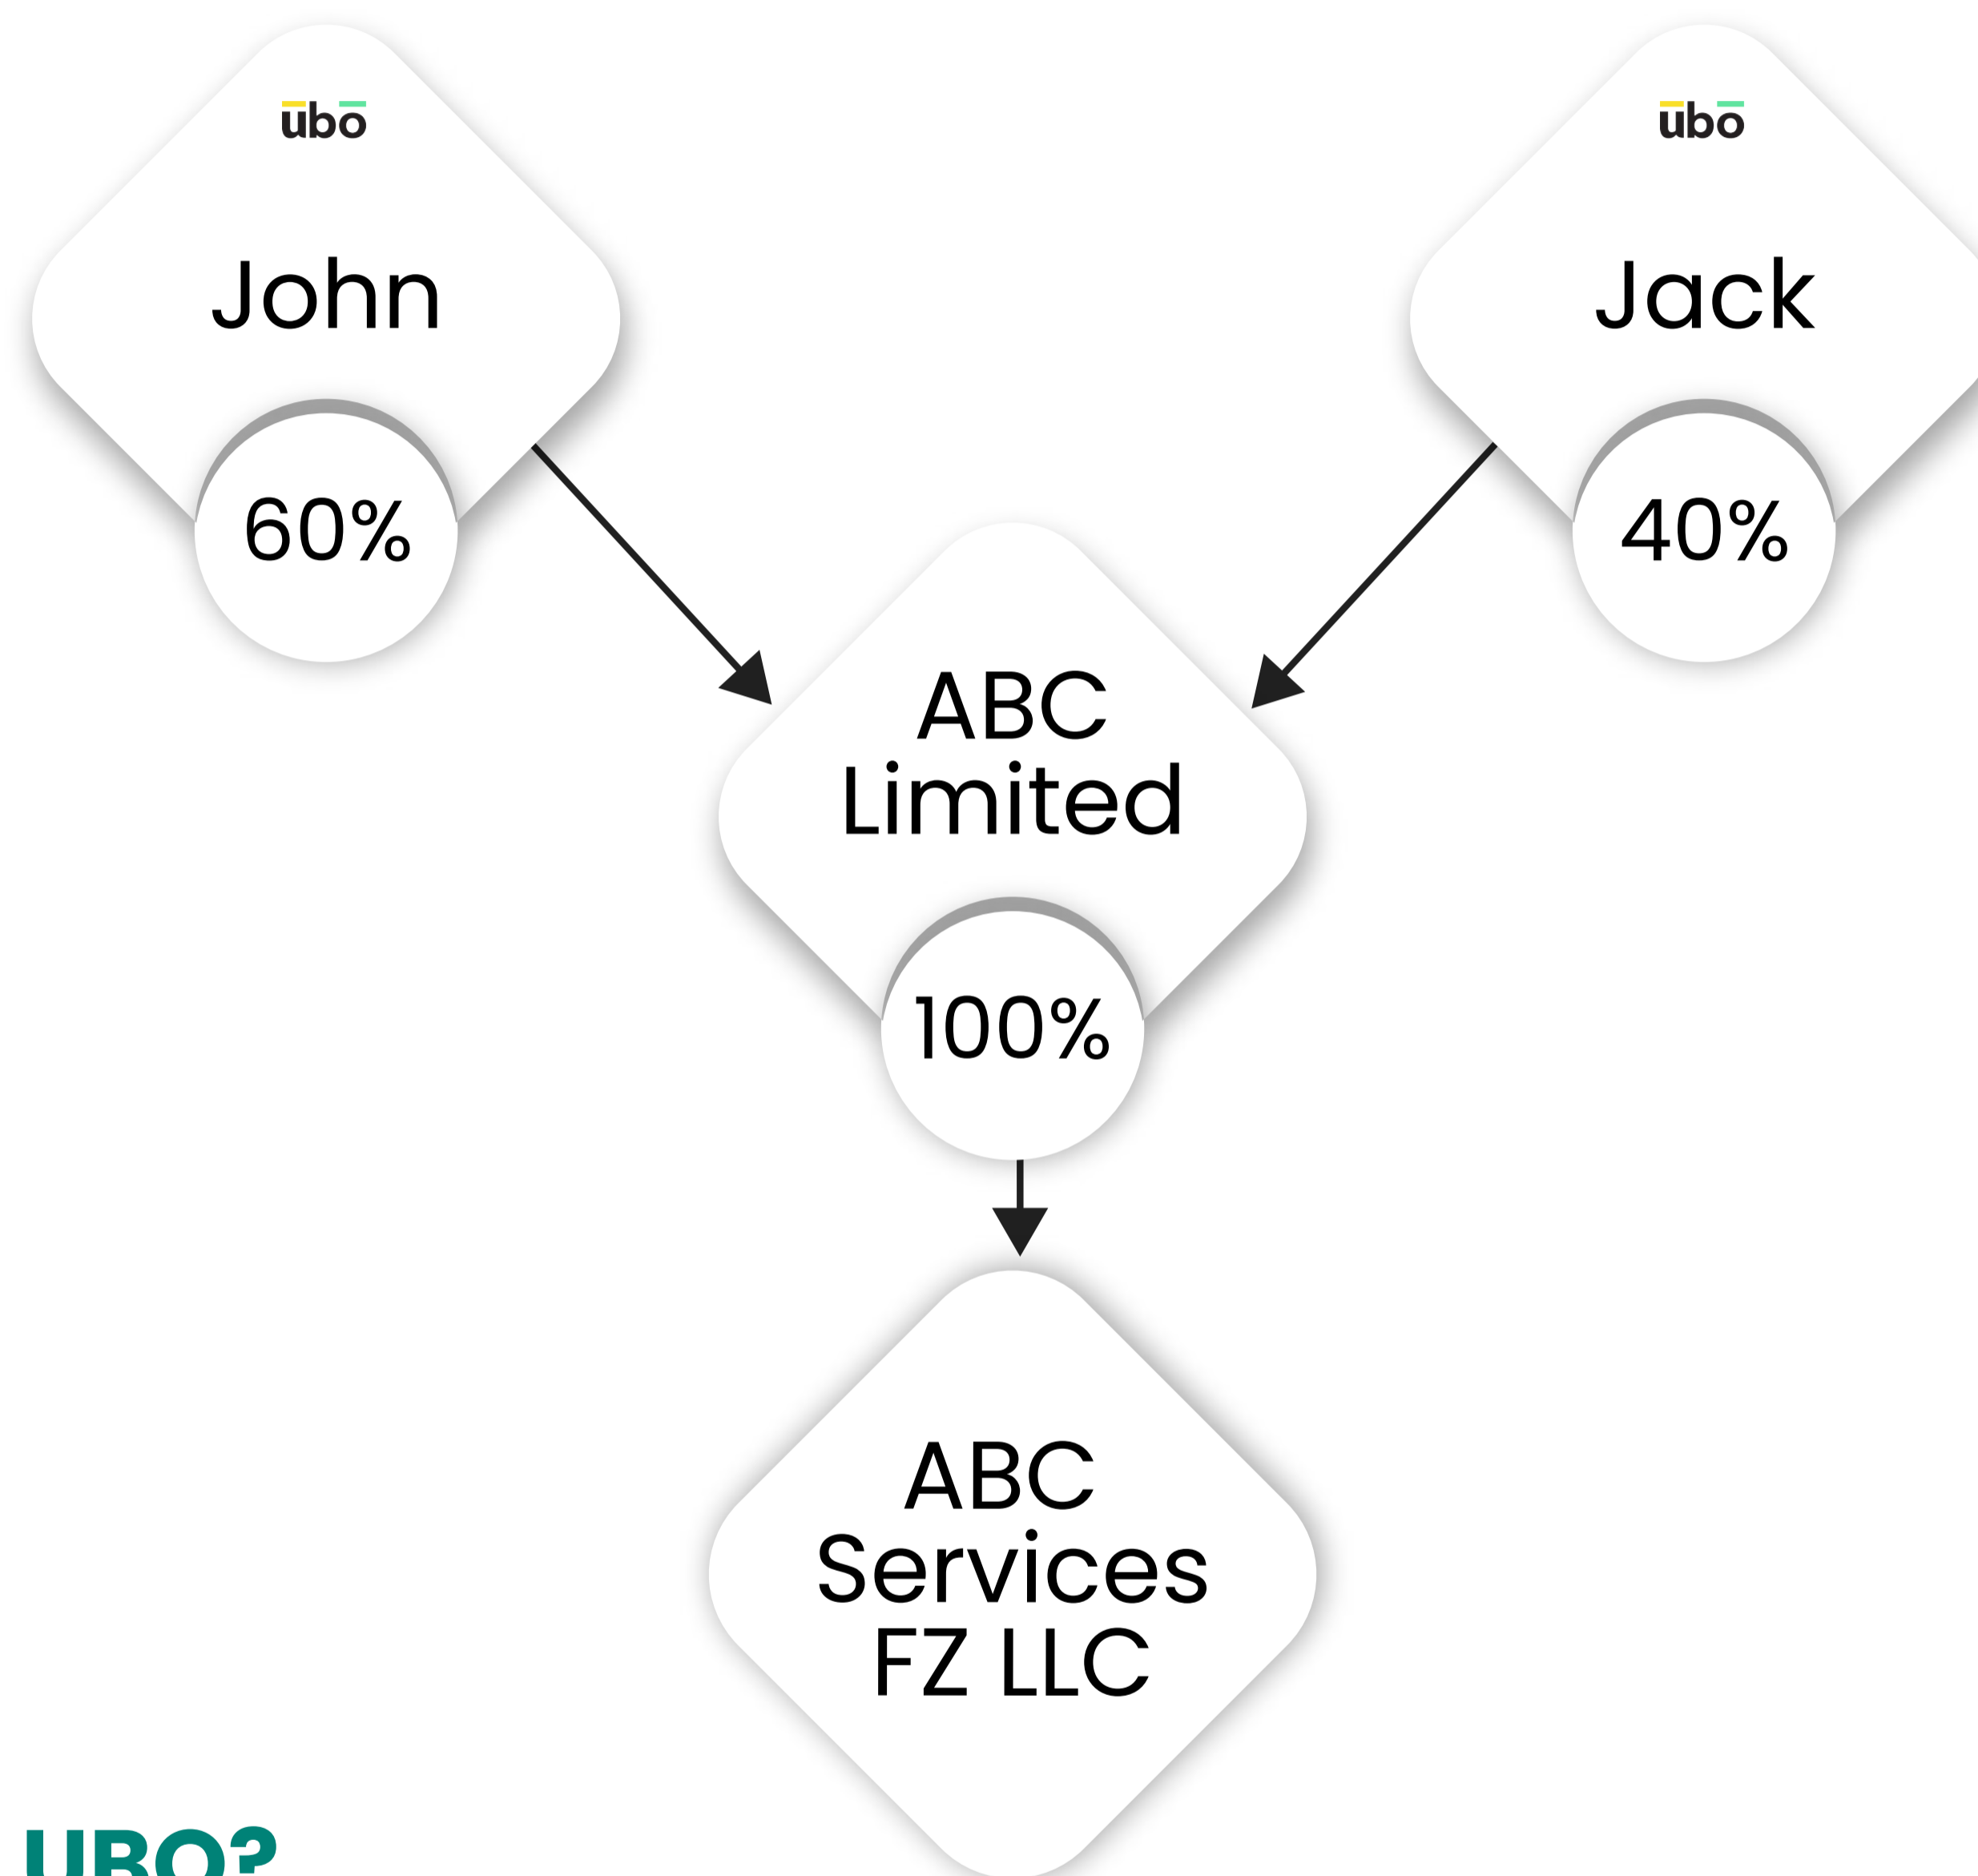 ubo
John
60%
ubo
Jack
40%
ABC
Limited
100%
ABC
Services
FZ LLC
UBO?